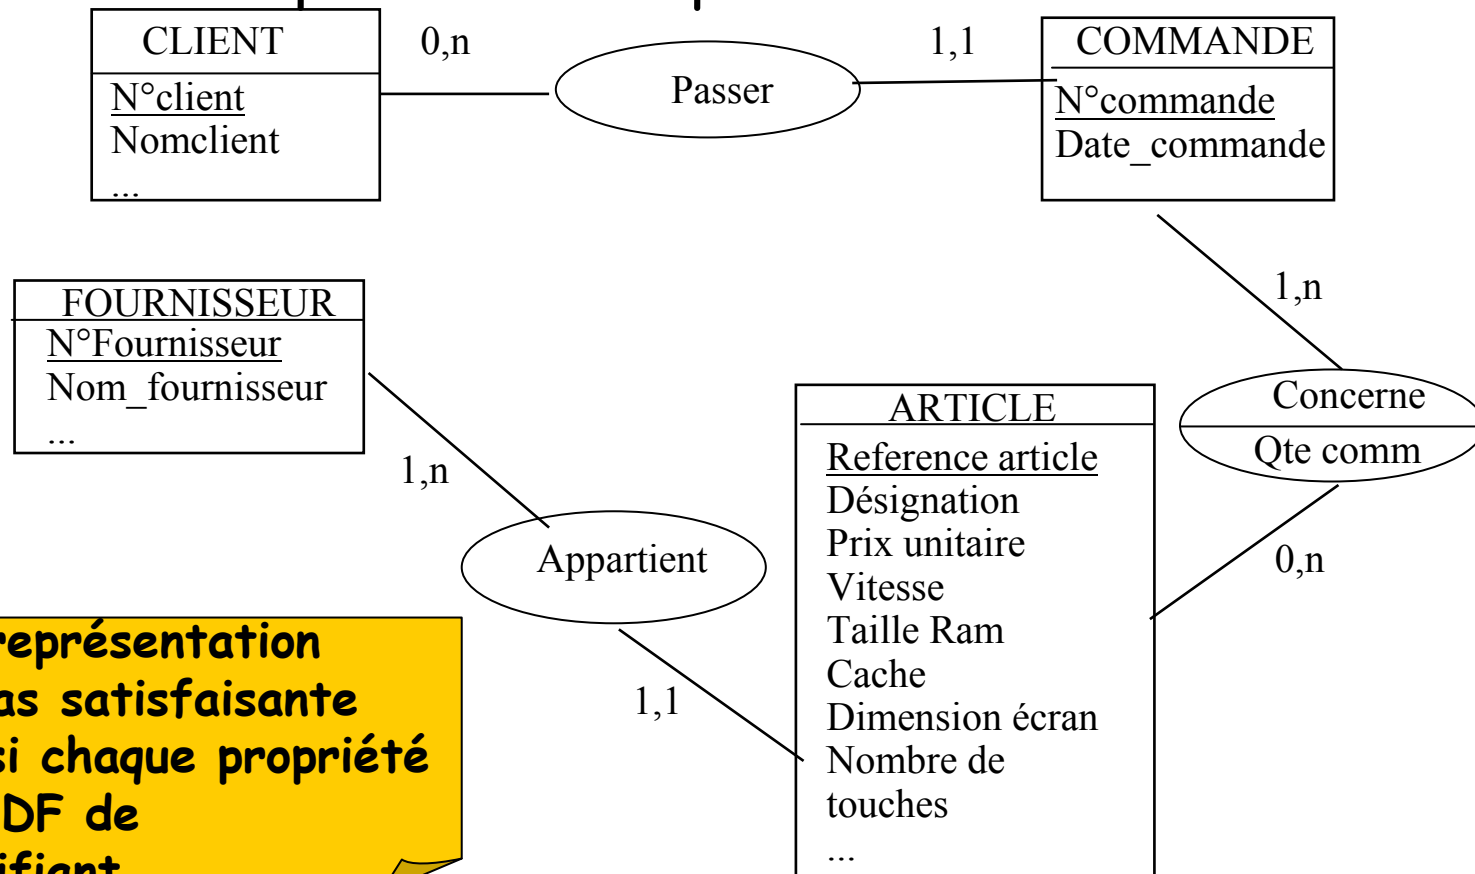 CLIENT
N°client
Nomclient
...
0,n
Passer
1,1
COMMANDE
N°commande
Date_commande
FOURNISSEUR
N°Fournisseur
Nom_fournisseur
...
1,n
Appartient
1,1
ARTICLE
Reference article
Désignation
Prix unitaire
Vitesse
Taille Ram
Cache
Dimension écran
Nombre de
touches
...
1,n
Concerne
Qte comm
0,n
représentation
as satisfaisante
si chaque propriété
DF de
ifiant